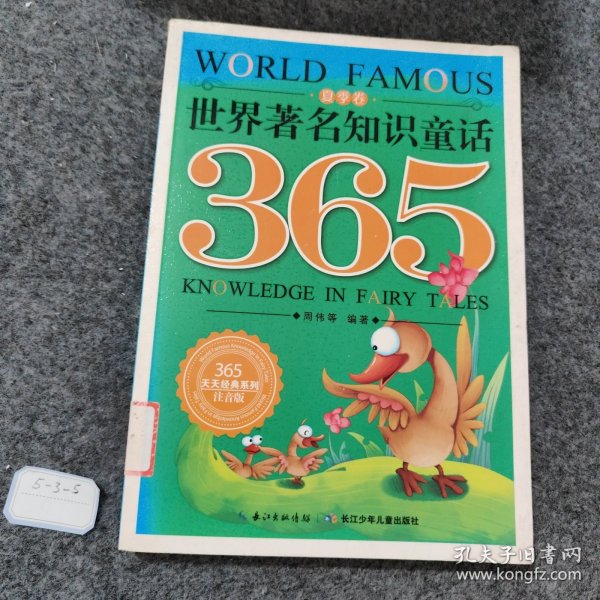 WORLD FAMOUS
夏季卷
世界著名知识童话
365
KNOWLEDGE IN FAIRY TALES
周伟等 编著
365
天天经典系列
注音版
5-3-5
长江出版传媒 长江少年儿童出版社
孔夫子旧书网
www.kongfz.com